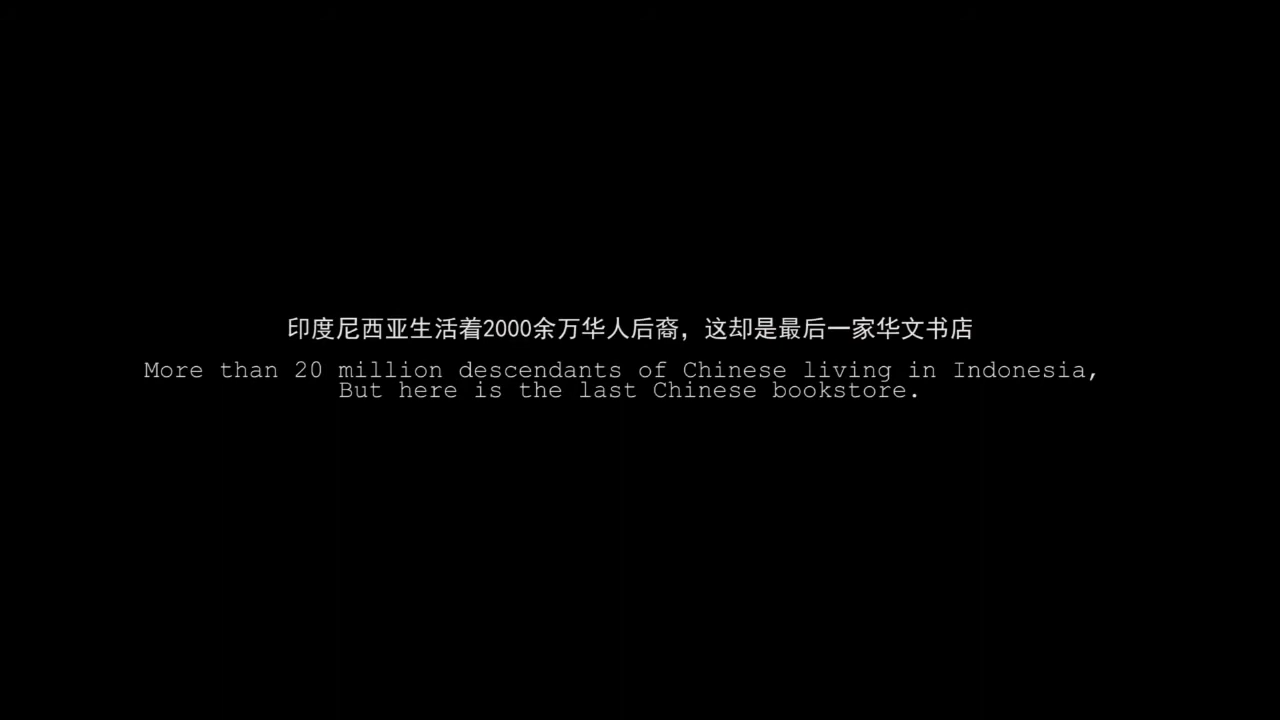 印度尼西亚生活着2000余万华人后裔，这却是最后一家华文书店
More than 20 million descendants of Chinese living in Indonesia,
But here is the last Chinese bookstore.